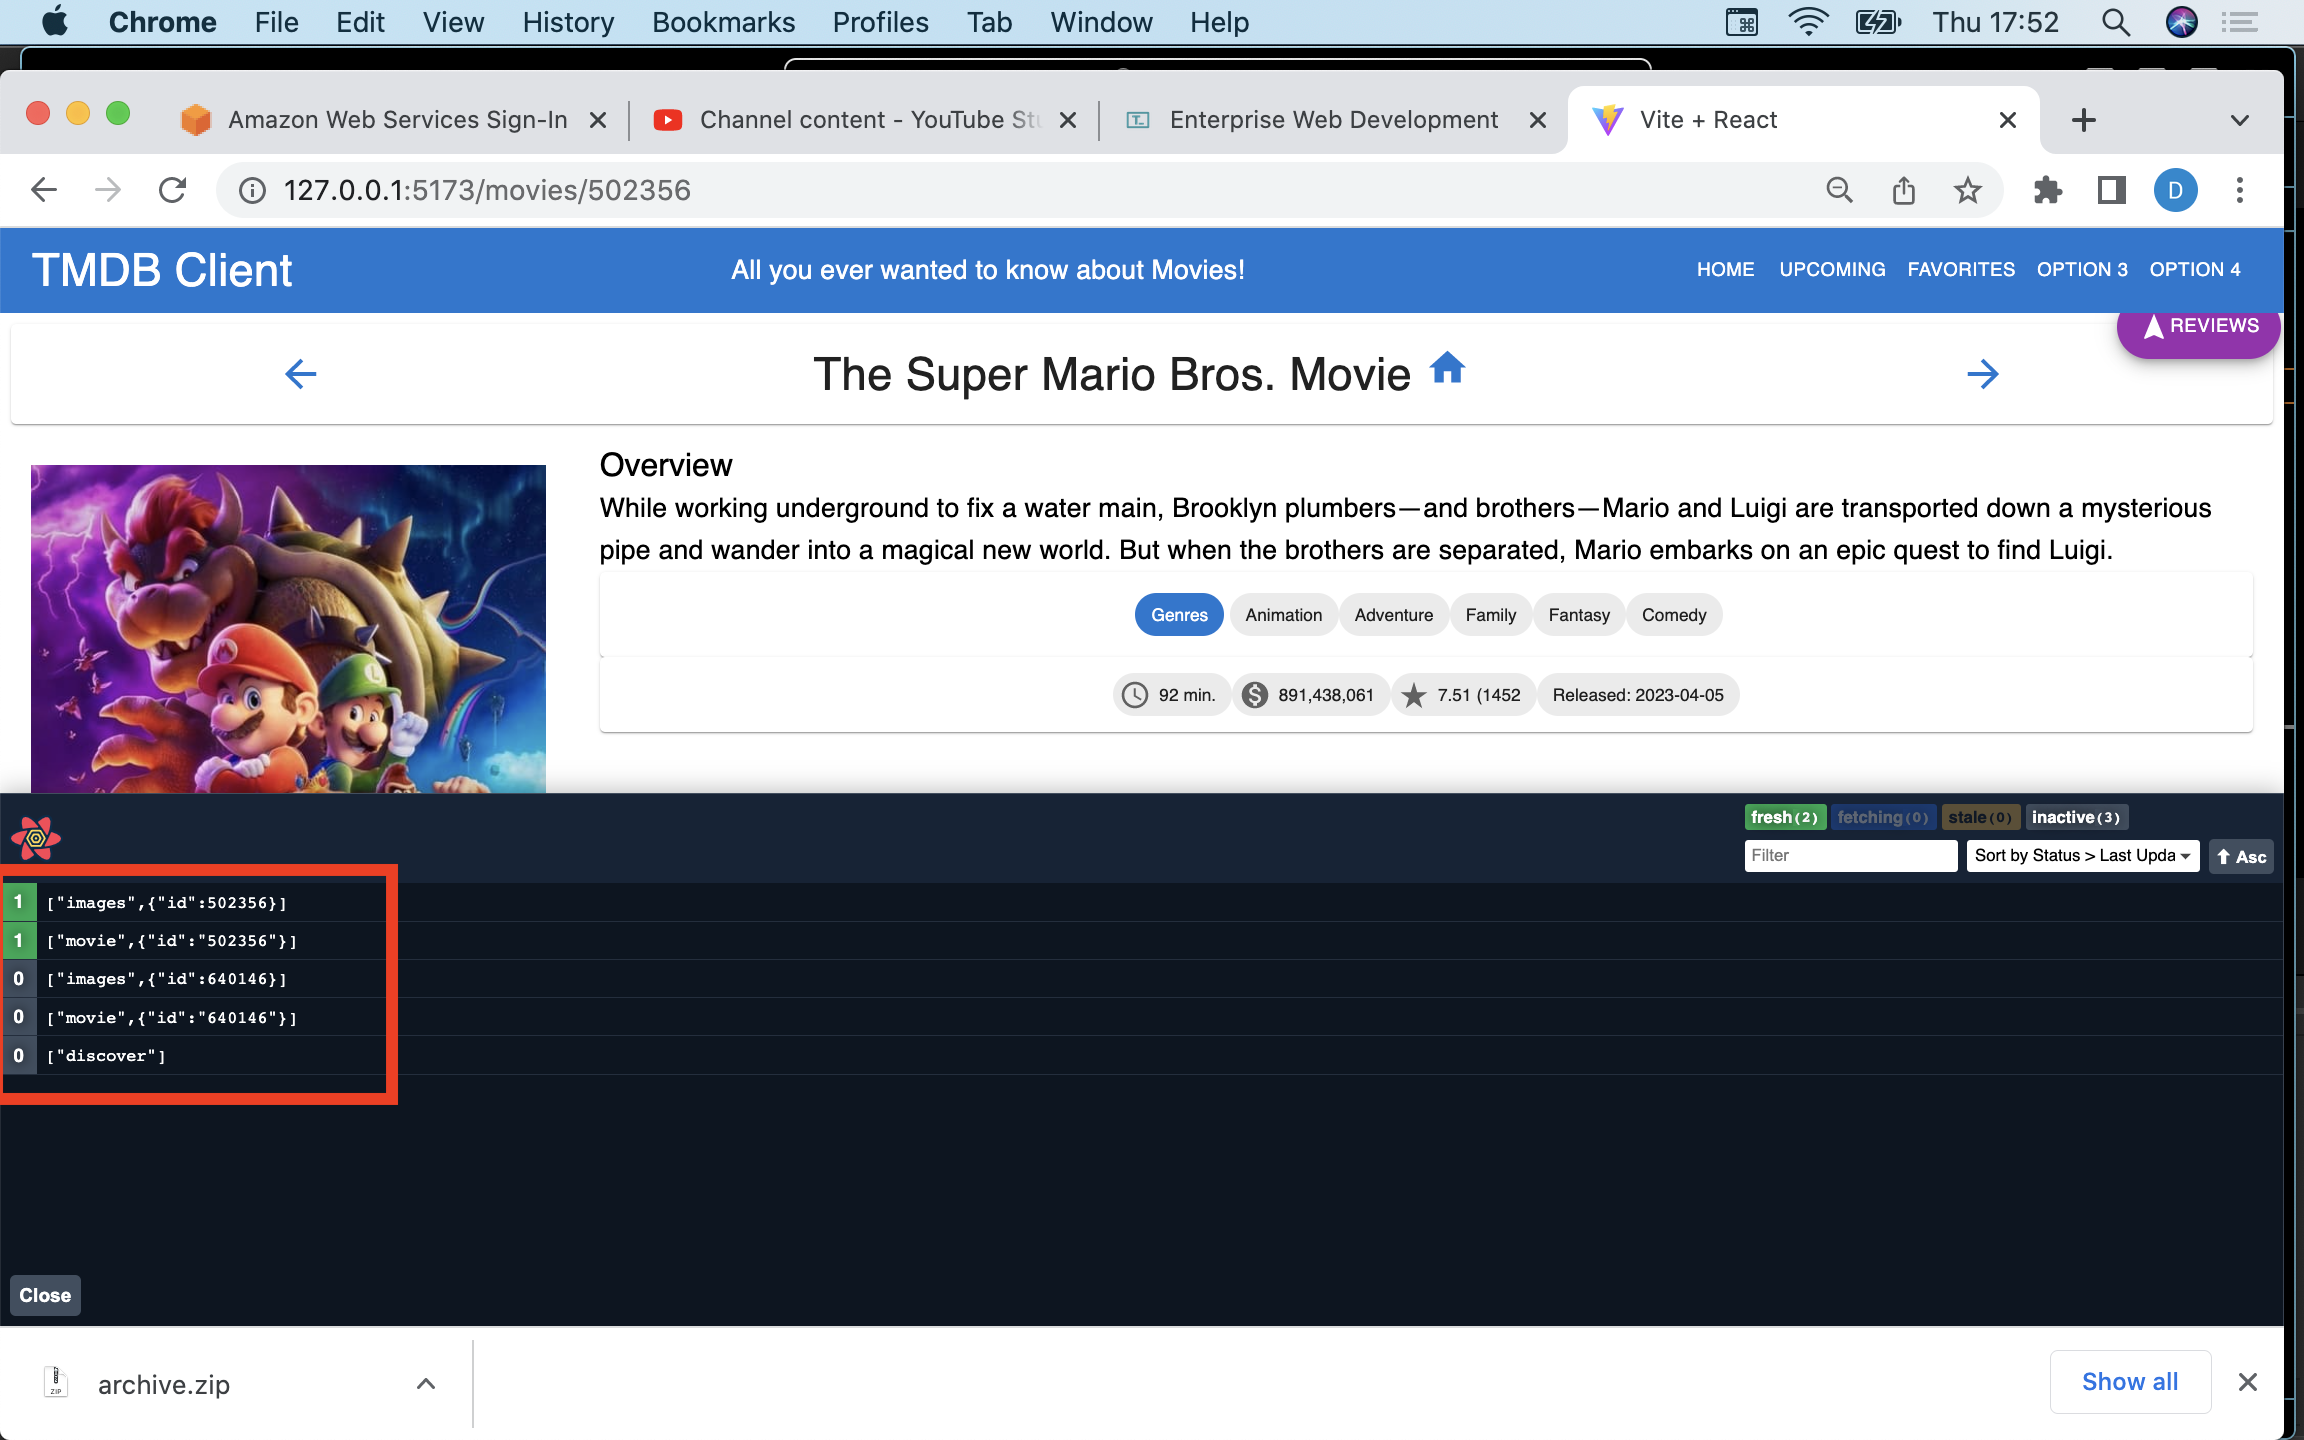 Chrome File Edit View History Bookmarks Profiles Tab Window Help Thu 17:52
Amazon Web Services Sign-In Channel content - YouTube Stu Enterprise Web Development Vite + React
127.0.0.1:5173/movies/502356 D
TMDB Client All you ever wanted to know about Movies! HOME UPCOMING FAVORITES OPTION 3 OPTION 4
REVIEWS
The Super Mario Bros. Movie
Overview
While working underground to fix a water main, Brooklyn plumbers—and brothers—Mario and Luigi are transported down a mysterious
pipe and wander into a magical new world. But when the brothers are separated, Mario embarks on an epic quest to find Luigi.
Genres Animation Adventure Family Fantasy Comedy
92 min. 891,438,061 7.51 (1452 Released: 2023-04-05
fresh(2) fetching(0) stale(0) inactive(3)
Filter Sort by Status > Last Upda Asc
1 ["images",{"id":502356}]
1 ["movie",{"id":"502356"}]
0 ["images",{"id":640146}]
0 ["movie",{"id":"640146"}]
0 ["discover"]
Close
ZIP archive.zip Show all